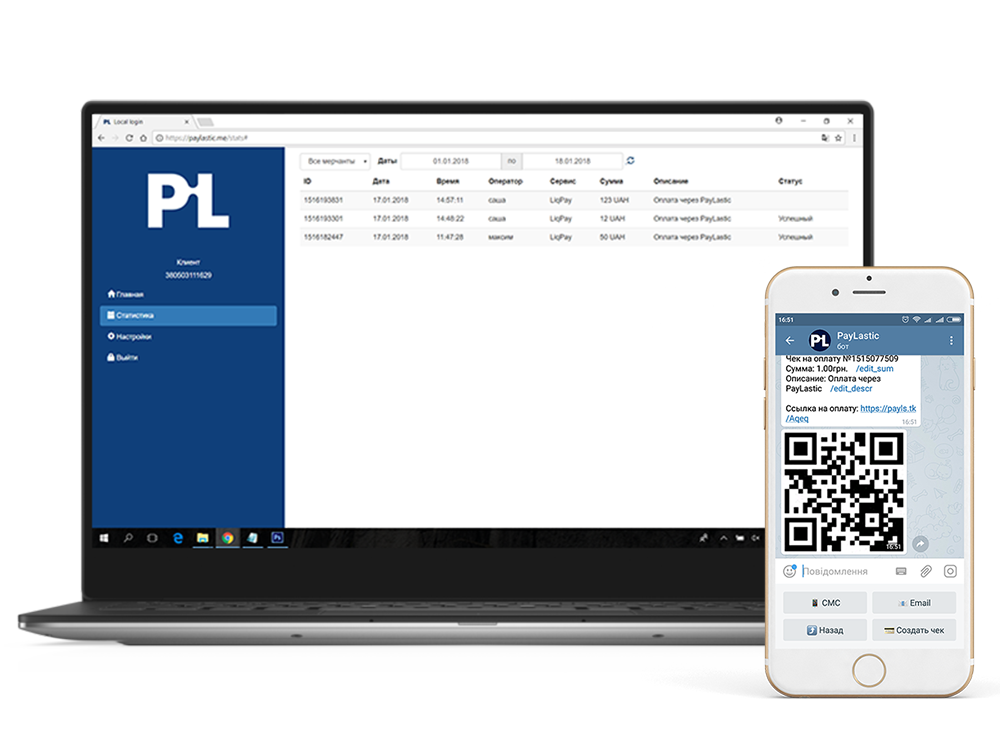 PL Local login
https://paylastic.me/stats#
PL
Клиент
380503111629
Главная
Статистика
Настройки
Выйти
Все мерчанты Даты 01.01.2018 по 18.01.2018
ID Дата Время Оператор Сервис Сумма Описание Статус
1516193831 17.01.2018 14:57:11 саша LiqPay 123 UAH Оплата через PayLastic
1516193301 17.01.2018 14:48:22 саша LiqPay 12 UAH Оплата через PayLastic Успешный
1516182447 17.01.2018 11:47:28 максим LiqPay 50 UAH Оплата через PayLastic Успешный
Ps
16:51
PL PayLastic
бот
Чек на оплату №1515077509
Сумма: 1.00грн. /edit_sum
Описание: Оплата через
PayLastic /edit_descr
Ссылка на оплату: https://payls.tk
/Aqeq
16:51
16:51
Повідомлення
СМС Email
Назад Создать чек